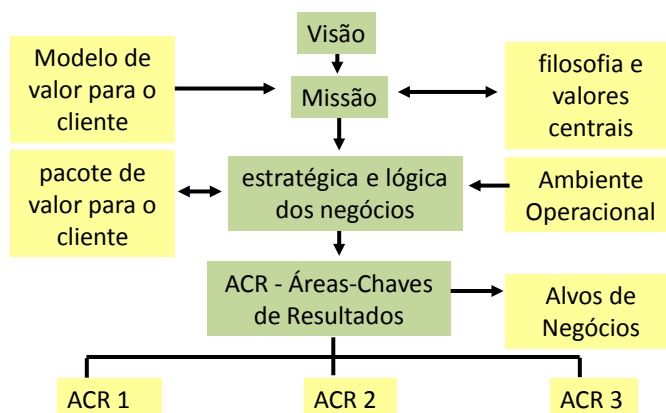 Visão
Modelo de
valor para o
cliente
Missão
filosofia e
valores
centrais
pacote de
valor para o
cliente
estratégica e lógica
dos negócios
Ambiente
Operacional
ACR - Áreas-Chaves
de Resultados
Alvos de
Negócios
ACR 1
ACR 2
ACR 3